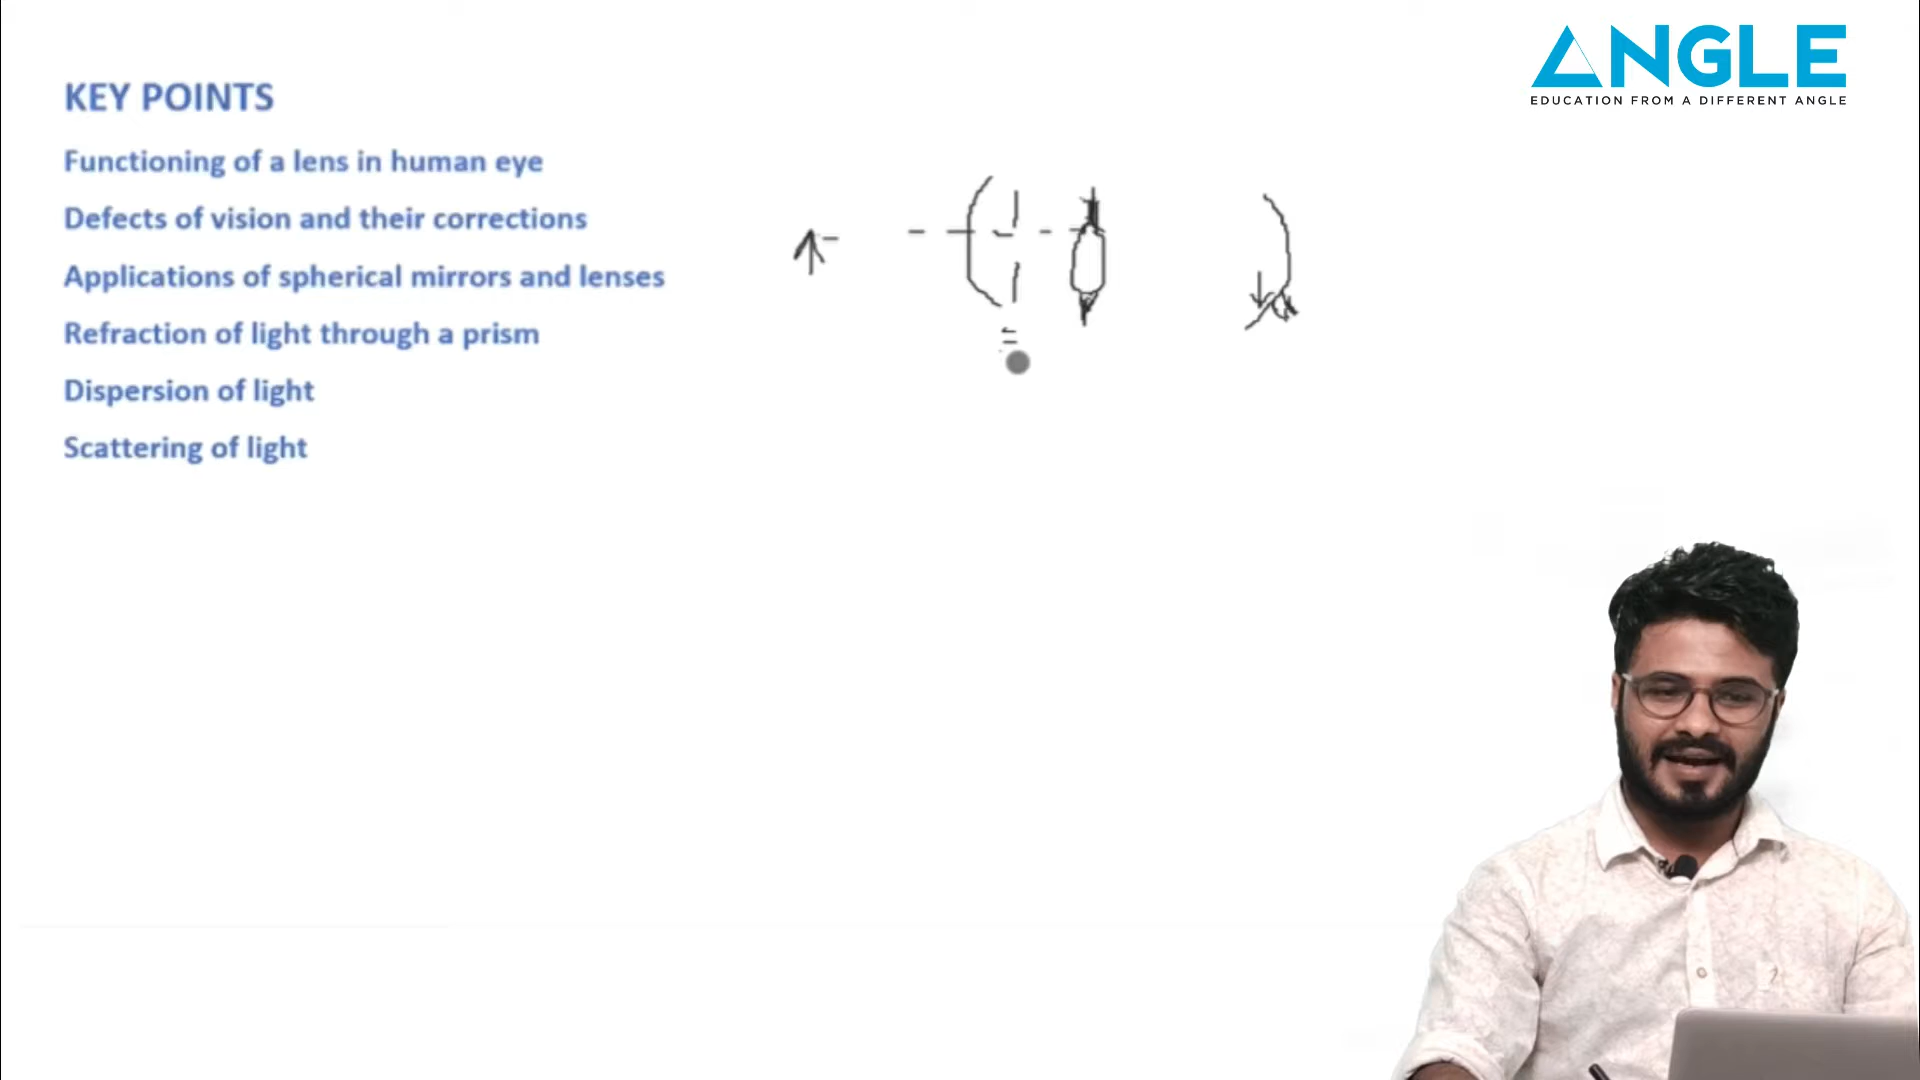 ANGLE
EDUCATION FROM A DIFFERENT ANGLE
KEY POINTS
Functioning of a lens in human eye
Defects of vision and their corrections
Applications of spherical mirrors and lenses
Refraction of light through a prism
Dispersion of light
Scattering of light